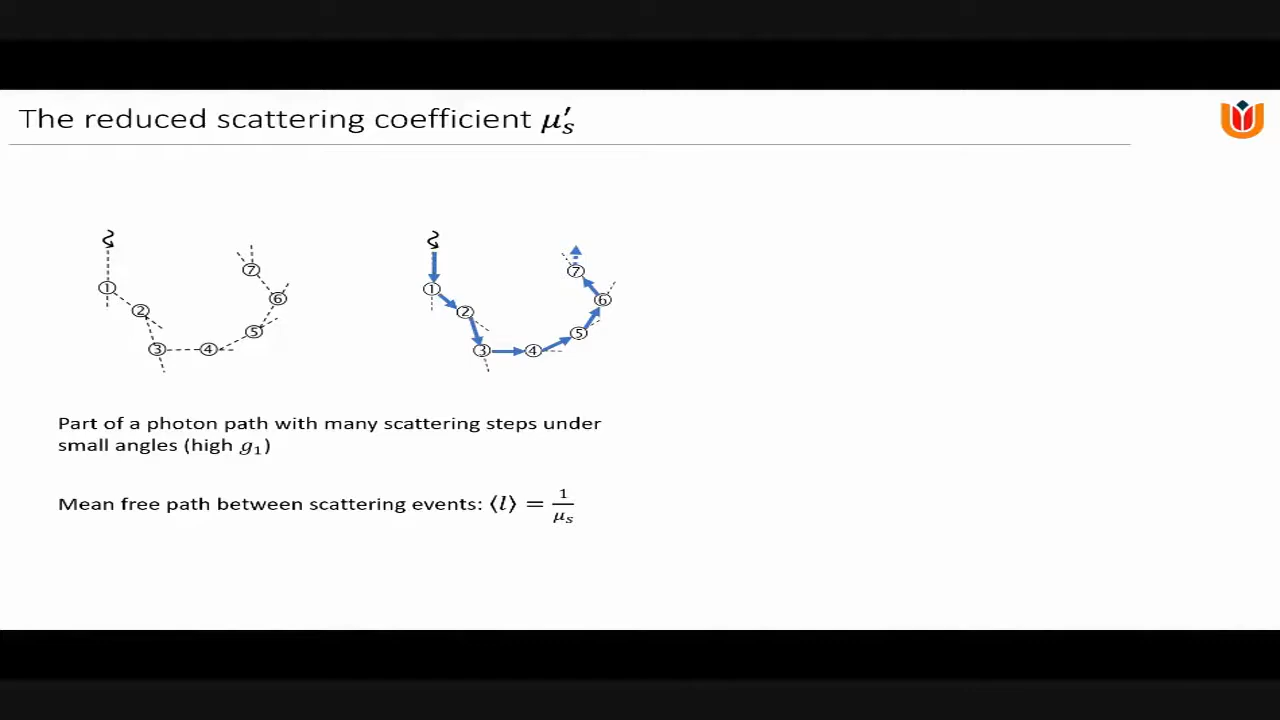 The reduced scattering coefficient μ′ₛ
① ② ③ ④ ⑤ ⑥ ⑦
① ② ③ ④ ⑤ ⑥ ⑦
Part of a photon path with many scattering steps under
small angles (high g₁)
Mean free path between scattering events: ⟨l⟩ = 1/μₛ